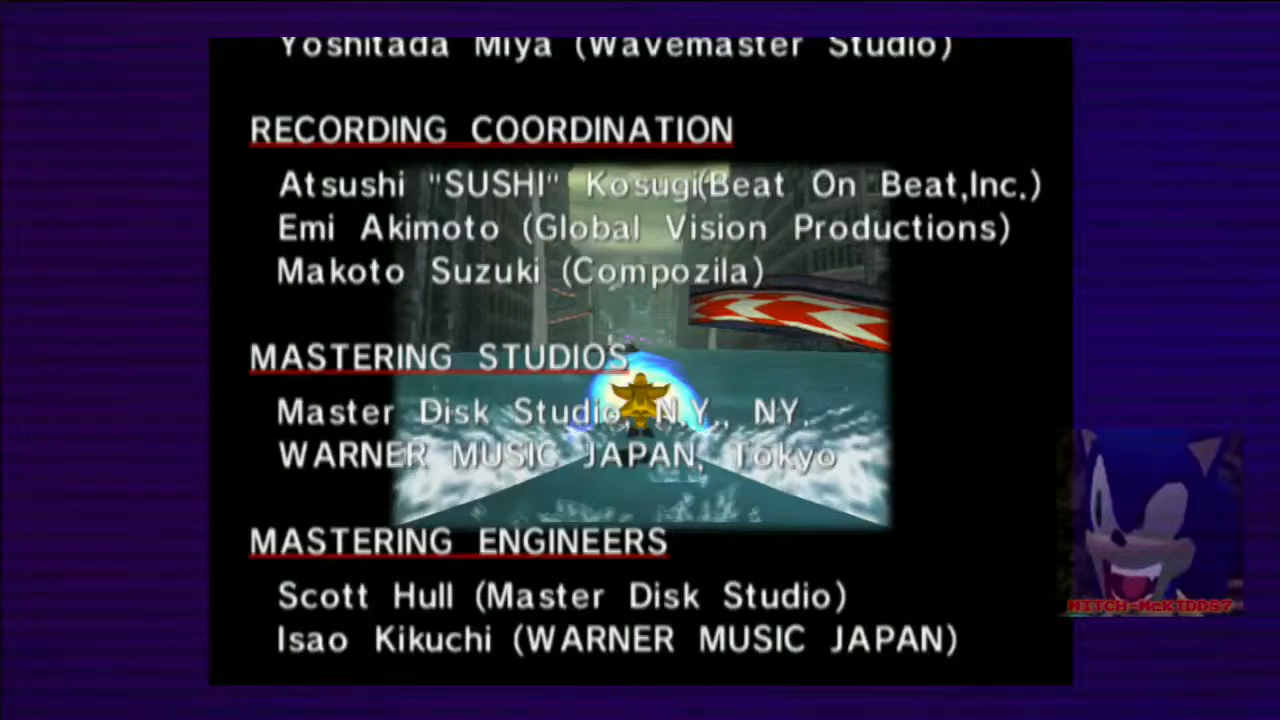 Yoshitada Miya (Wavemaster Studio)
RECORDING COORDINATION
Atsushi "SUSHI" Kosugi(Beat On Beat,Inc.)
Emi Akimoto (Global Vision Productions)
Makoto Suzuki (Compozila)
MASTERING STUDIOS
Master Disk Studio, N.Y., NY.
WARNER MUSIC JAPAN, Tokyo
MASTERING ENGINEERS
Scott Hull (Master Disk Studio)
Isao Kikuchi (WARNER MUSIC JAPAN)
MITCH-McKIDD87